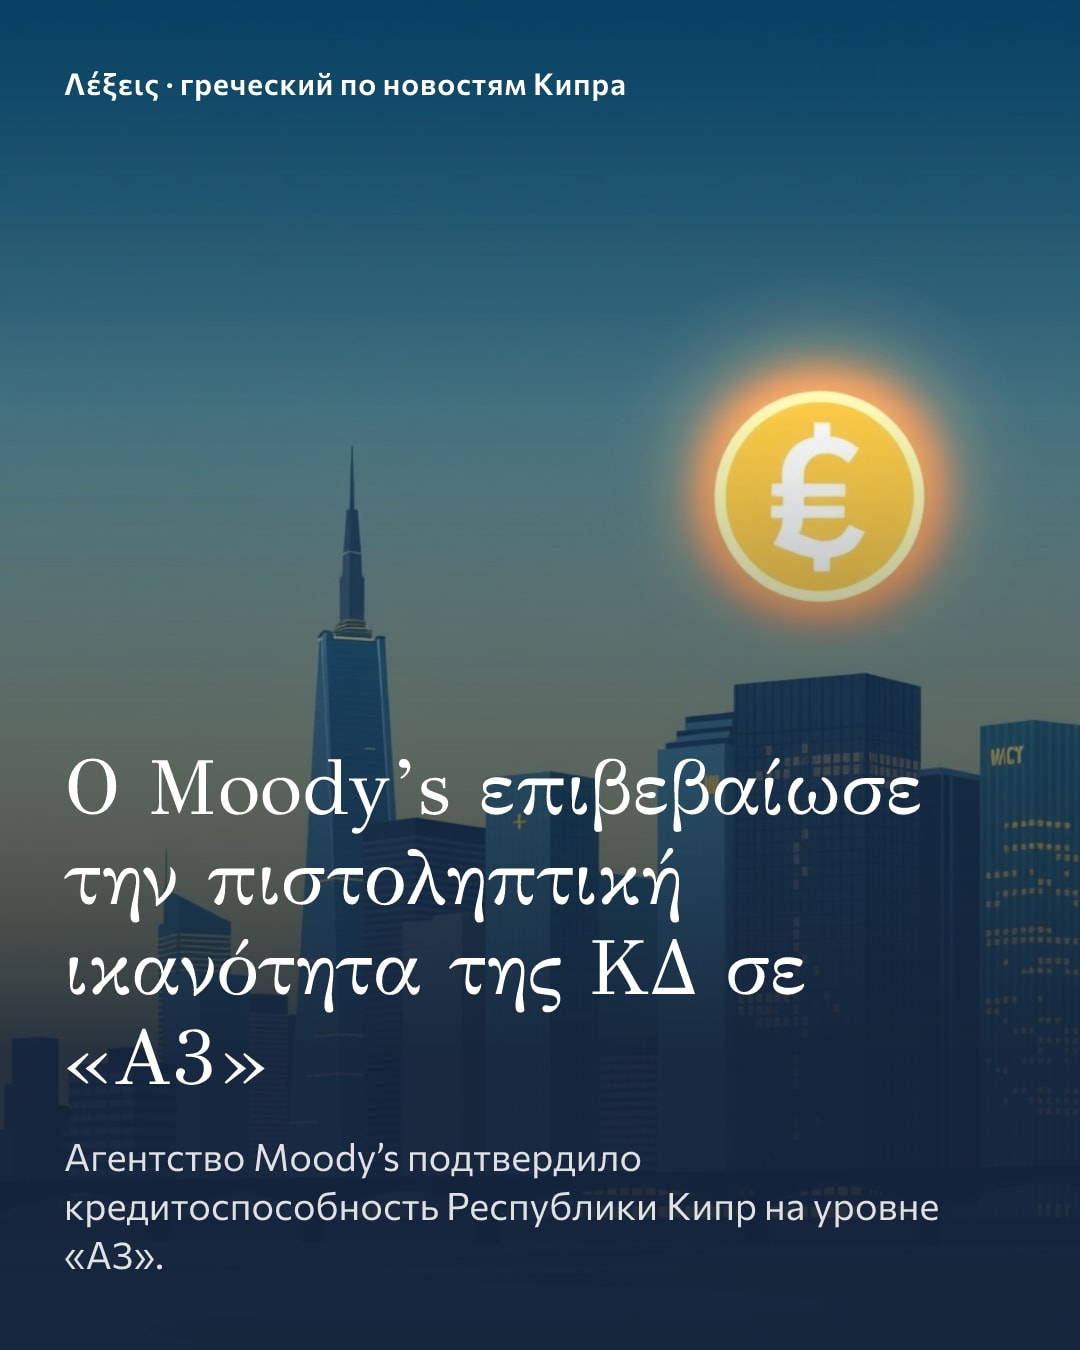 Λέξεις · греческий по новостям Кипра
Ο Moody’s επιβεβαίωσε
την πιστοληπτική
ικανότητα της ΚΔ σε
«Α3»
Агентство Moody’s подтвердило
кредитоспособность Республики Кипр на уровне
«А3».